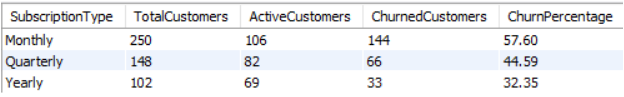 SubscriptionType TotalCustomers ActiveCustomers ChurnedCustomers ChurnPercentage
Monthly 250 106 144 57.60
Quarterly 148 82 66 44.59
Yearly 102 69 33 32.35